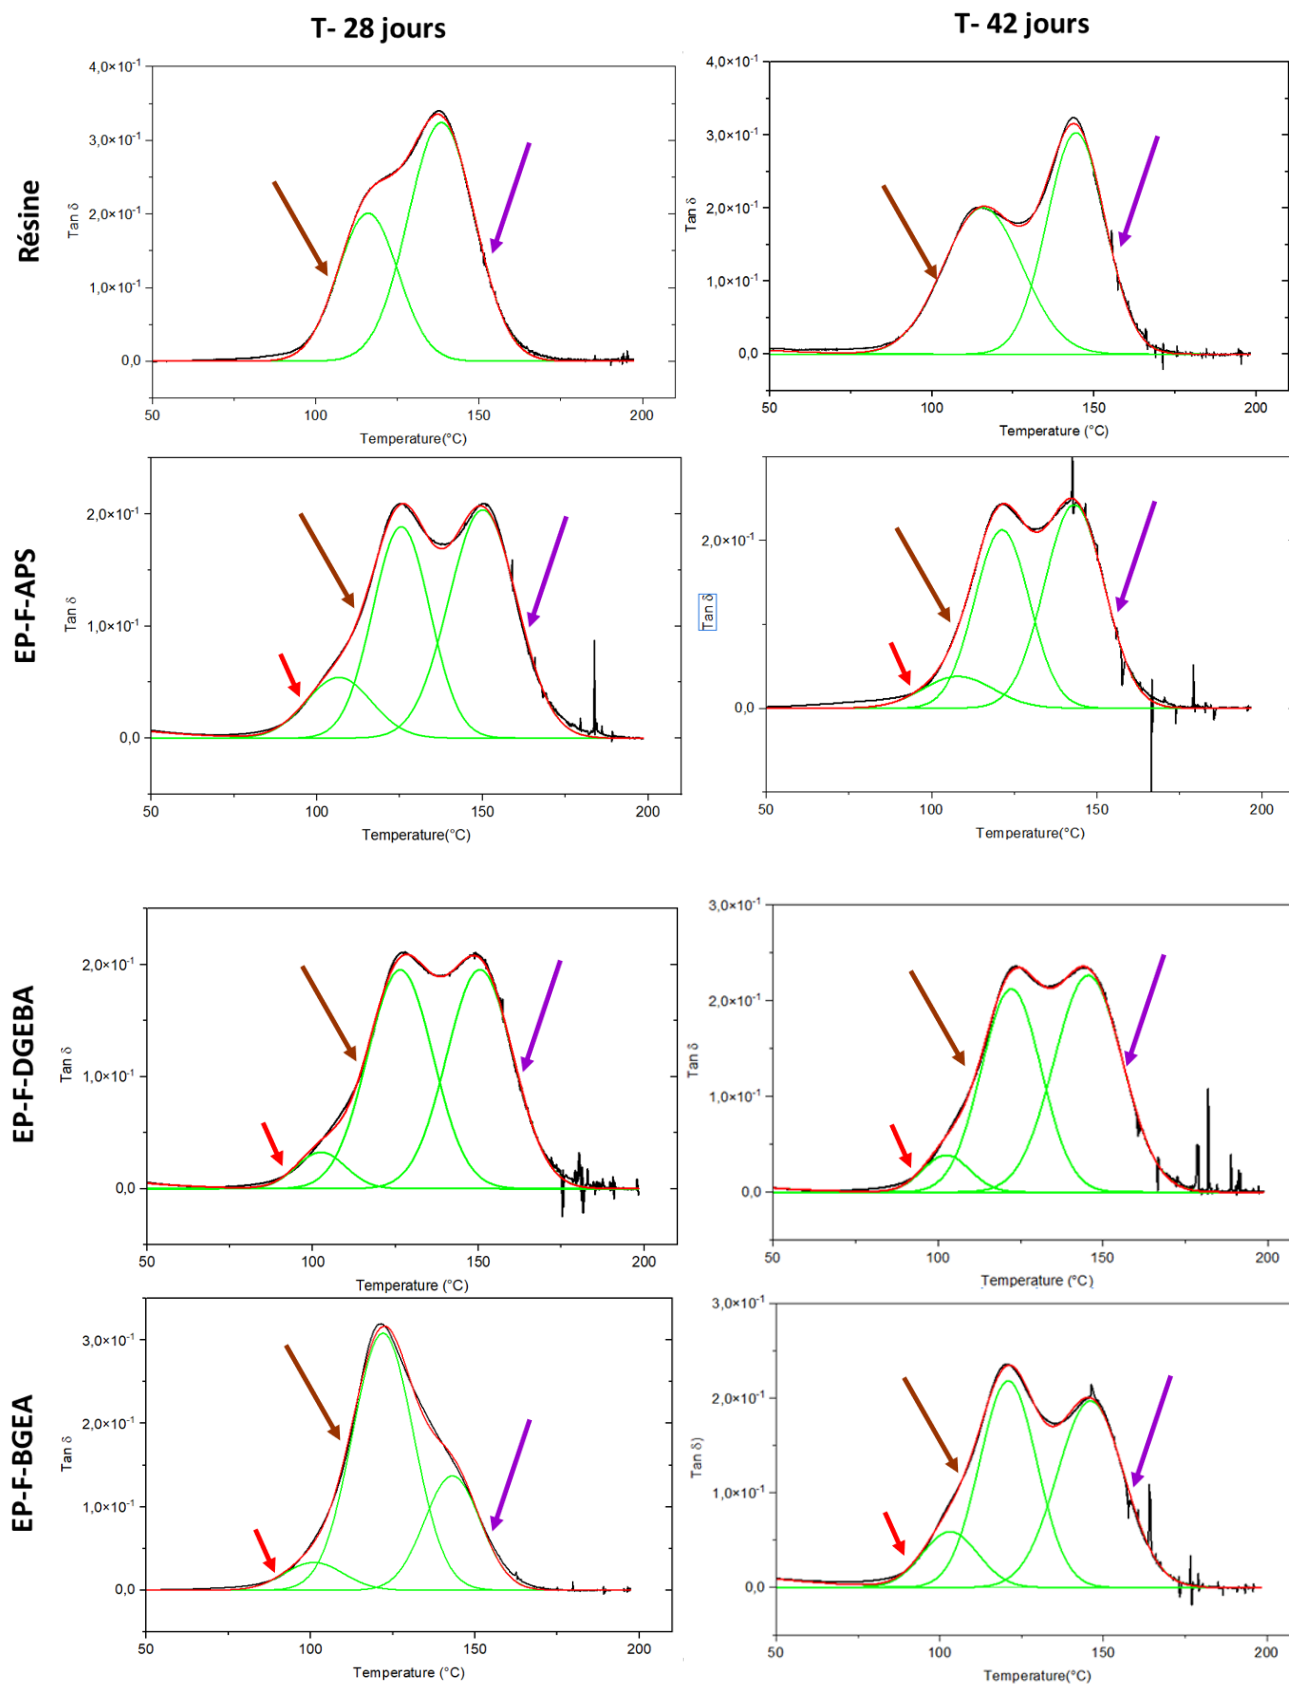 T- 28 jours
T- 42 jours
Résine
4,0×10⁻¹
3,0×10⁻¹
2,0×10⁻¹
1,0×10⁻¹
0,0
Tan δ
50
100
150
200
Temperature(°C)
4,0×10⁻¹
3,0×10⁻¹
2,0×10⁻¹
1,0×10⁻¹
0,0
Tan δ
50
100
150
200
Temperature (°C)
EP-F-APS
2,0×10⁻¹
1,0×10⁻¹
0,0
Tan δ
50
100
150
200
Temperature(°C)
2,0×10⁻¹
0,0
Tan δ
50
100
150
200
Temperature(°C)
EP-F-DGEBA
2,0×10⁻¹
1,0×10⁻¹
0,0
Tan δ
50
100
150
200
Temperature (°C)
3,0×10⁻¹
2,0×10⁻¹
1,0×10⁻¹
0,0
Tan δ
50
100
150
200
Temperature (°C)
EP-F-BGEA
3,0×10⁻¹
2,0×10⁻¹
1,0×10⁻¹
0,0
Tan δ
50
100
150
200
Temperature (°C)
3,0×10⁻¹
2,0×10⁻¹
1,0×10⁻¹
0,0
Tan δ)
50
100
150
200
Temperature(°C)